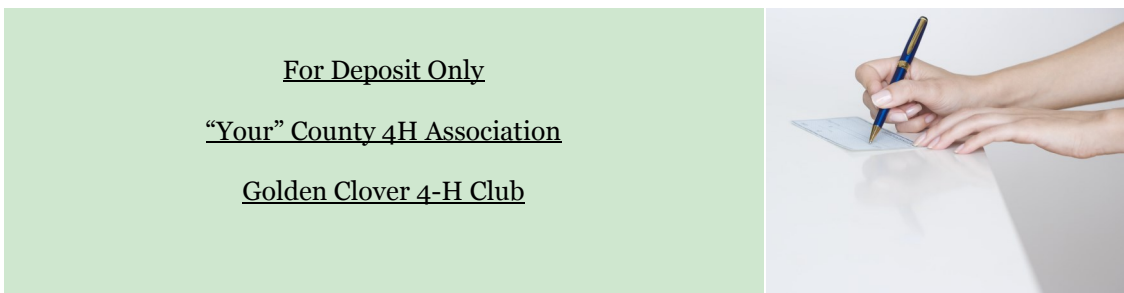 For Deposit Only
“Your” County 4H Association
Golden Clover 4-H Club